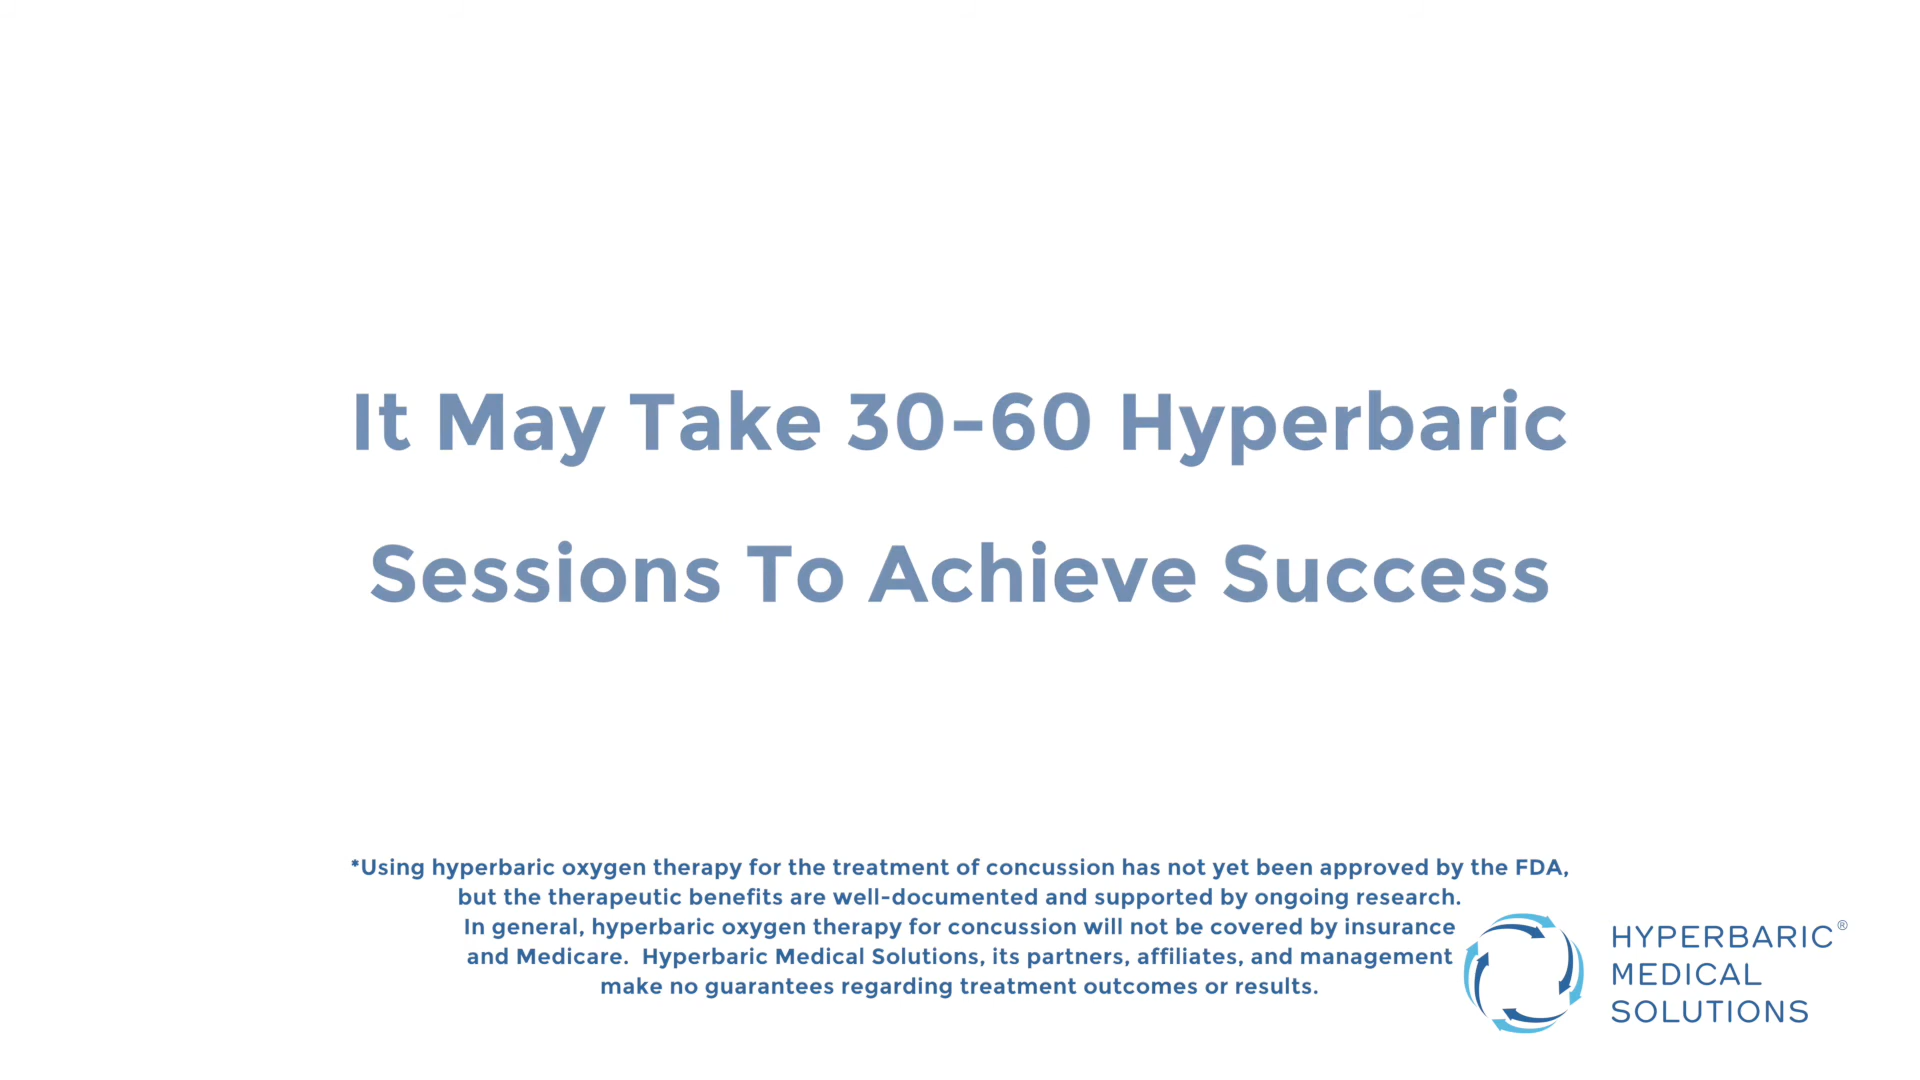 It May Take 30-60 Hyperbaric
Sessions To Achieve Success
*Using hyperbaric oxygen therapy for the treatment of concussion has not yet been approved by the FDA,
but the therapeutic benefits are well-documented and supported by ongoing research.
In general, hyperbaric oxygen therapy for concussion will not be covered by insurance
and Medicare.  Hyperbaric Medical Solutions, its partners, affiliates, and management
make no guarantees regarding treatment outcomes or results.
HYPERBARIC®
MEDICAL
SOLUTIONS